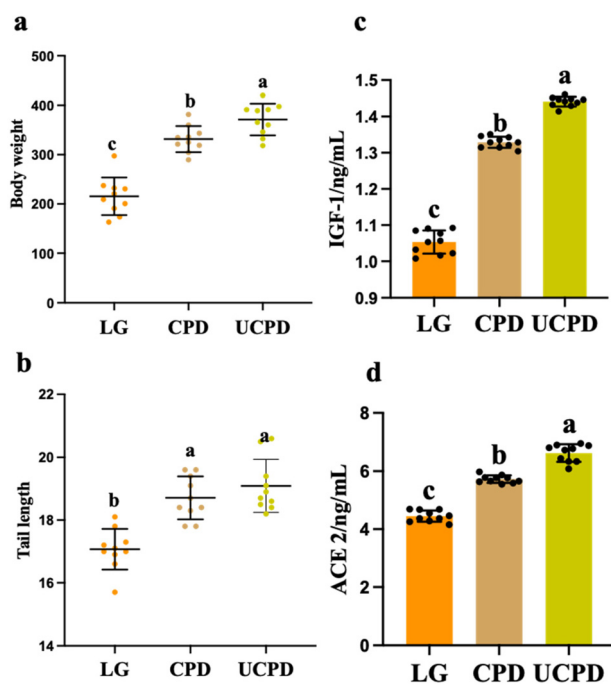 a
Body weight
500
400
300
200
100
0
c
b
a
LG CPD UCPD
b
Tail length
22
20
18
16
14
b
a
a
LG CPD UCPD
c
IGF-1/ng/mL
1.5
1.4
1.3
1.2
1.1
1.0
0.9
c
b
a
LG CPD UCPD
d
ACE 2/ng/mL
8
6
4
2
0
c
b
a
LG CPD UCPD